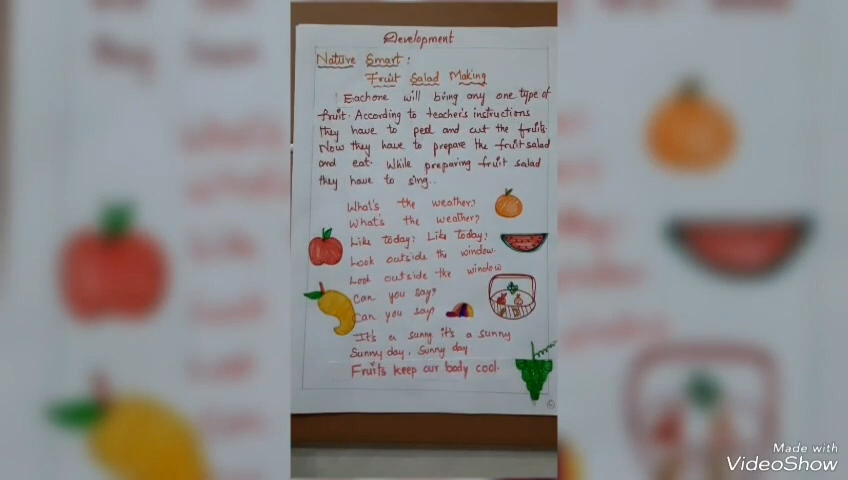 Development
Nature Smart:
Fruit Salad Making
Eachone will bring any one type of
fruit. According to teacher's instructions
they have to peel and cut the fruits.
Now they have to prepare the fruit salad
and eat. While preparing fruit salad
they have to sing..
What's the weather?
What's the weather?
Like today? Like today?
Look outside the window.
Look outside the window
Can you say?
Can you say?
It's a sunny it's a sunny
Sunny day, Sunny day
Fruits keep our body cool.
Made with
VideoShow